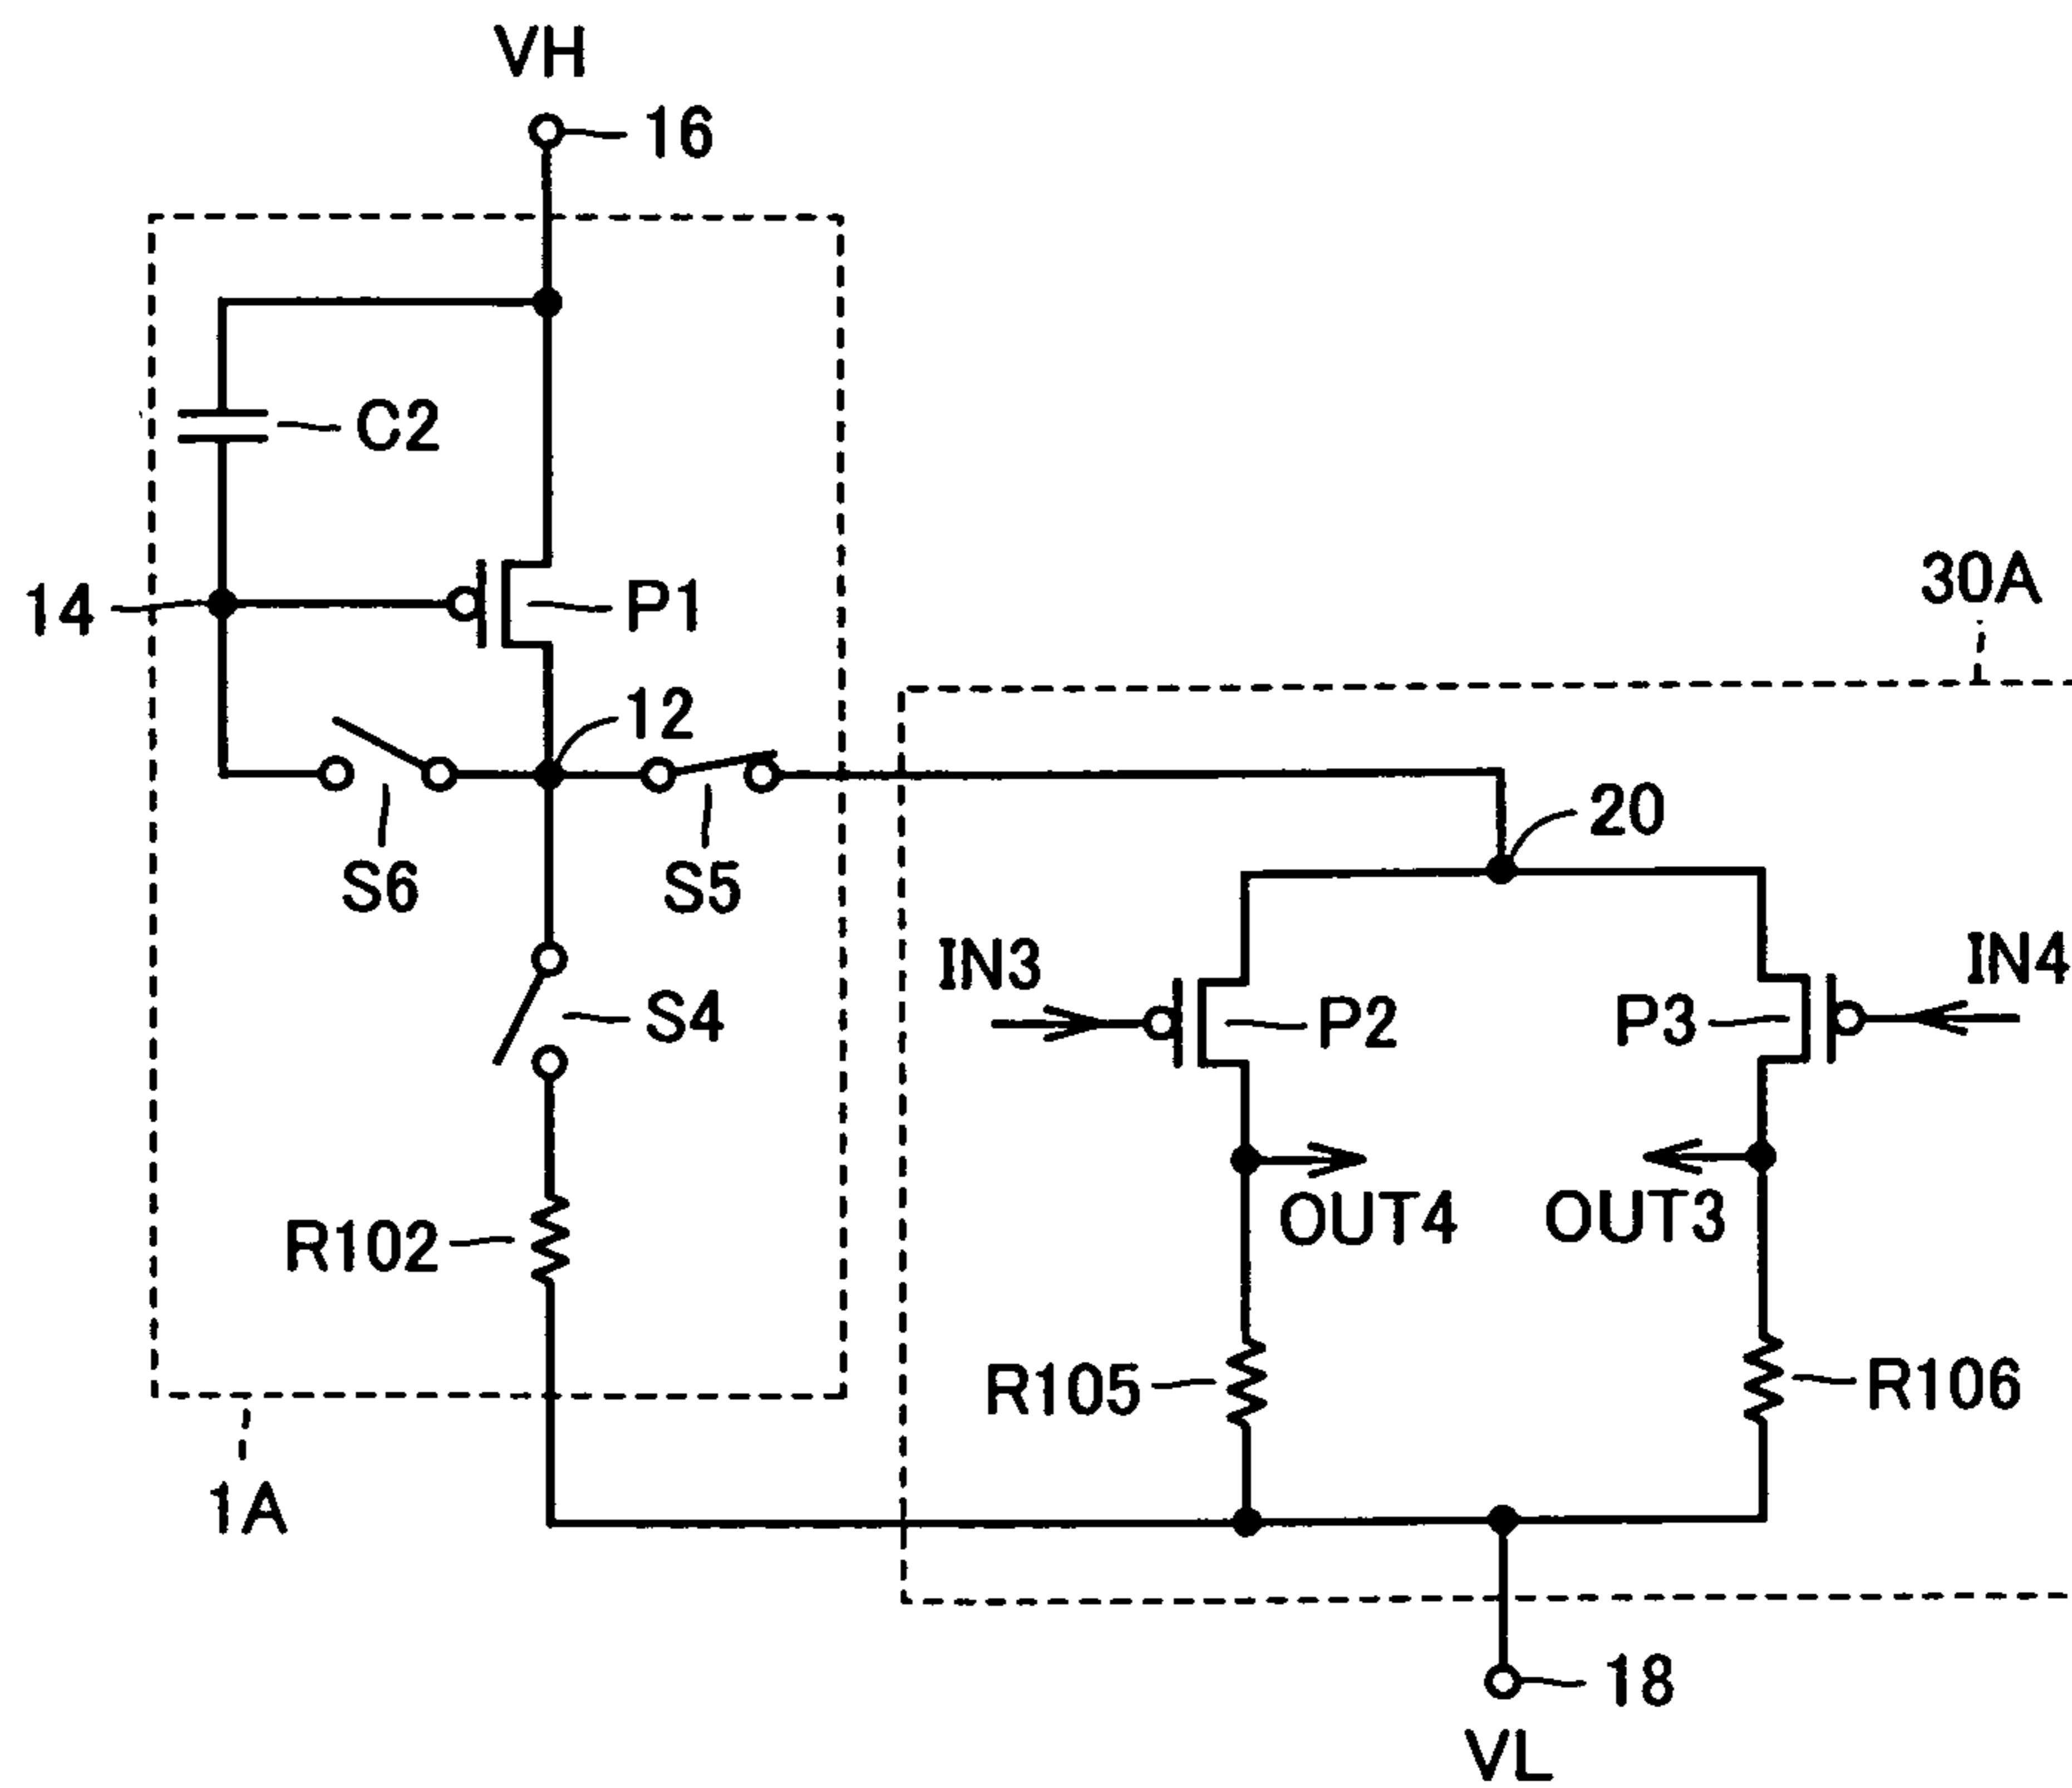 VH
16
C2
14
P1
30A
12
20
S6
S5
IN3
IN4
S4
P2
P3
OUT4
OUT3
R102
R105
R106
1A
18
VL